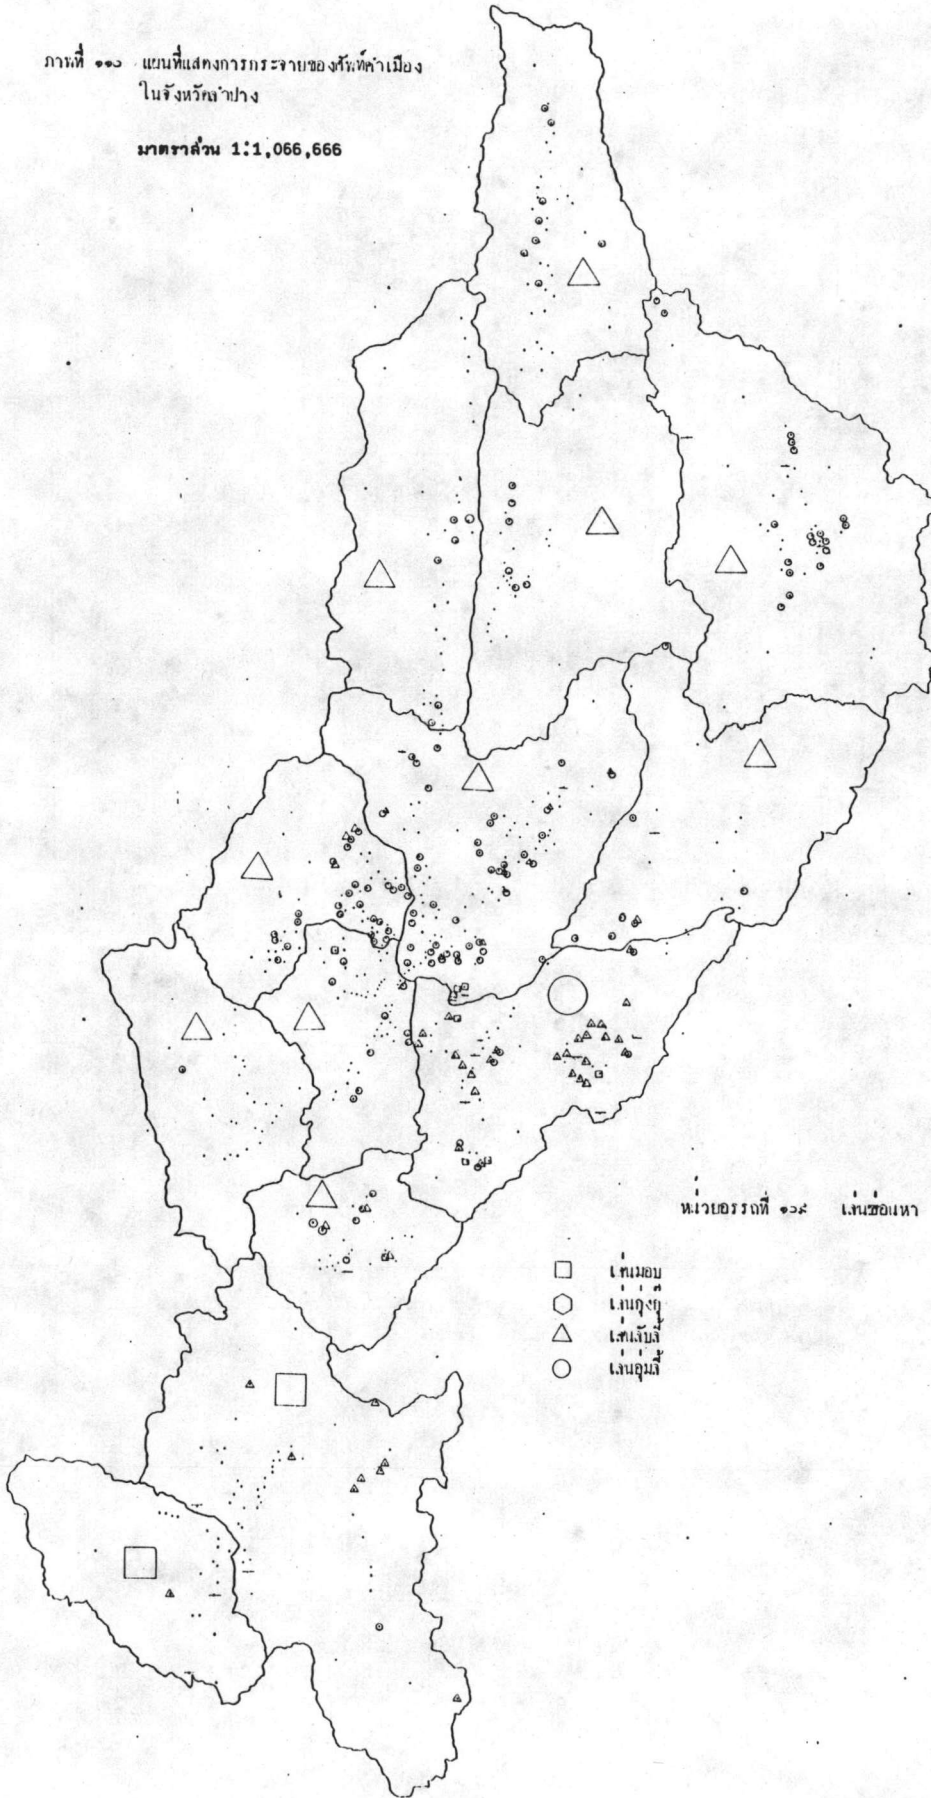 ภาพที่ ๑๑๖ แผนที่แสดงการกระจายของศัพท์คำเมือง
ในจังหวัดลำปาง
มาตราส่วน 1:1,066,666
หน่วยอรรถที่ ๑๖๙ เล่นซ่อนหา
เล่นมอบ
เล่นกุ่งกุ๊
เล่นลับลี้
เล่นอุ่มลี้